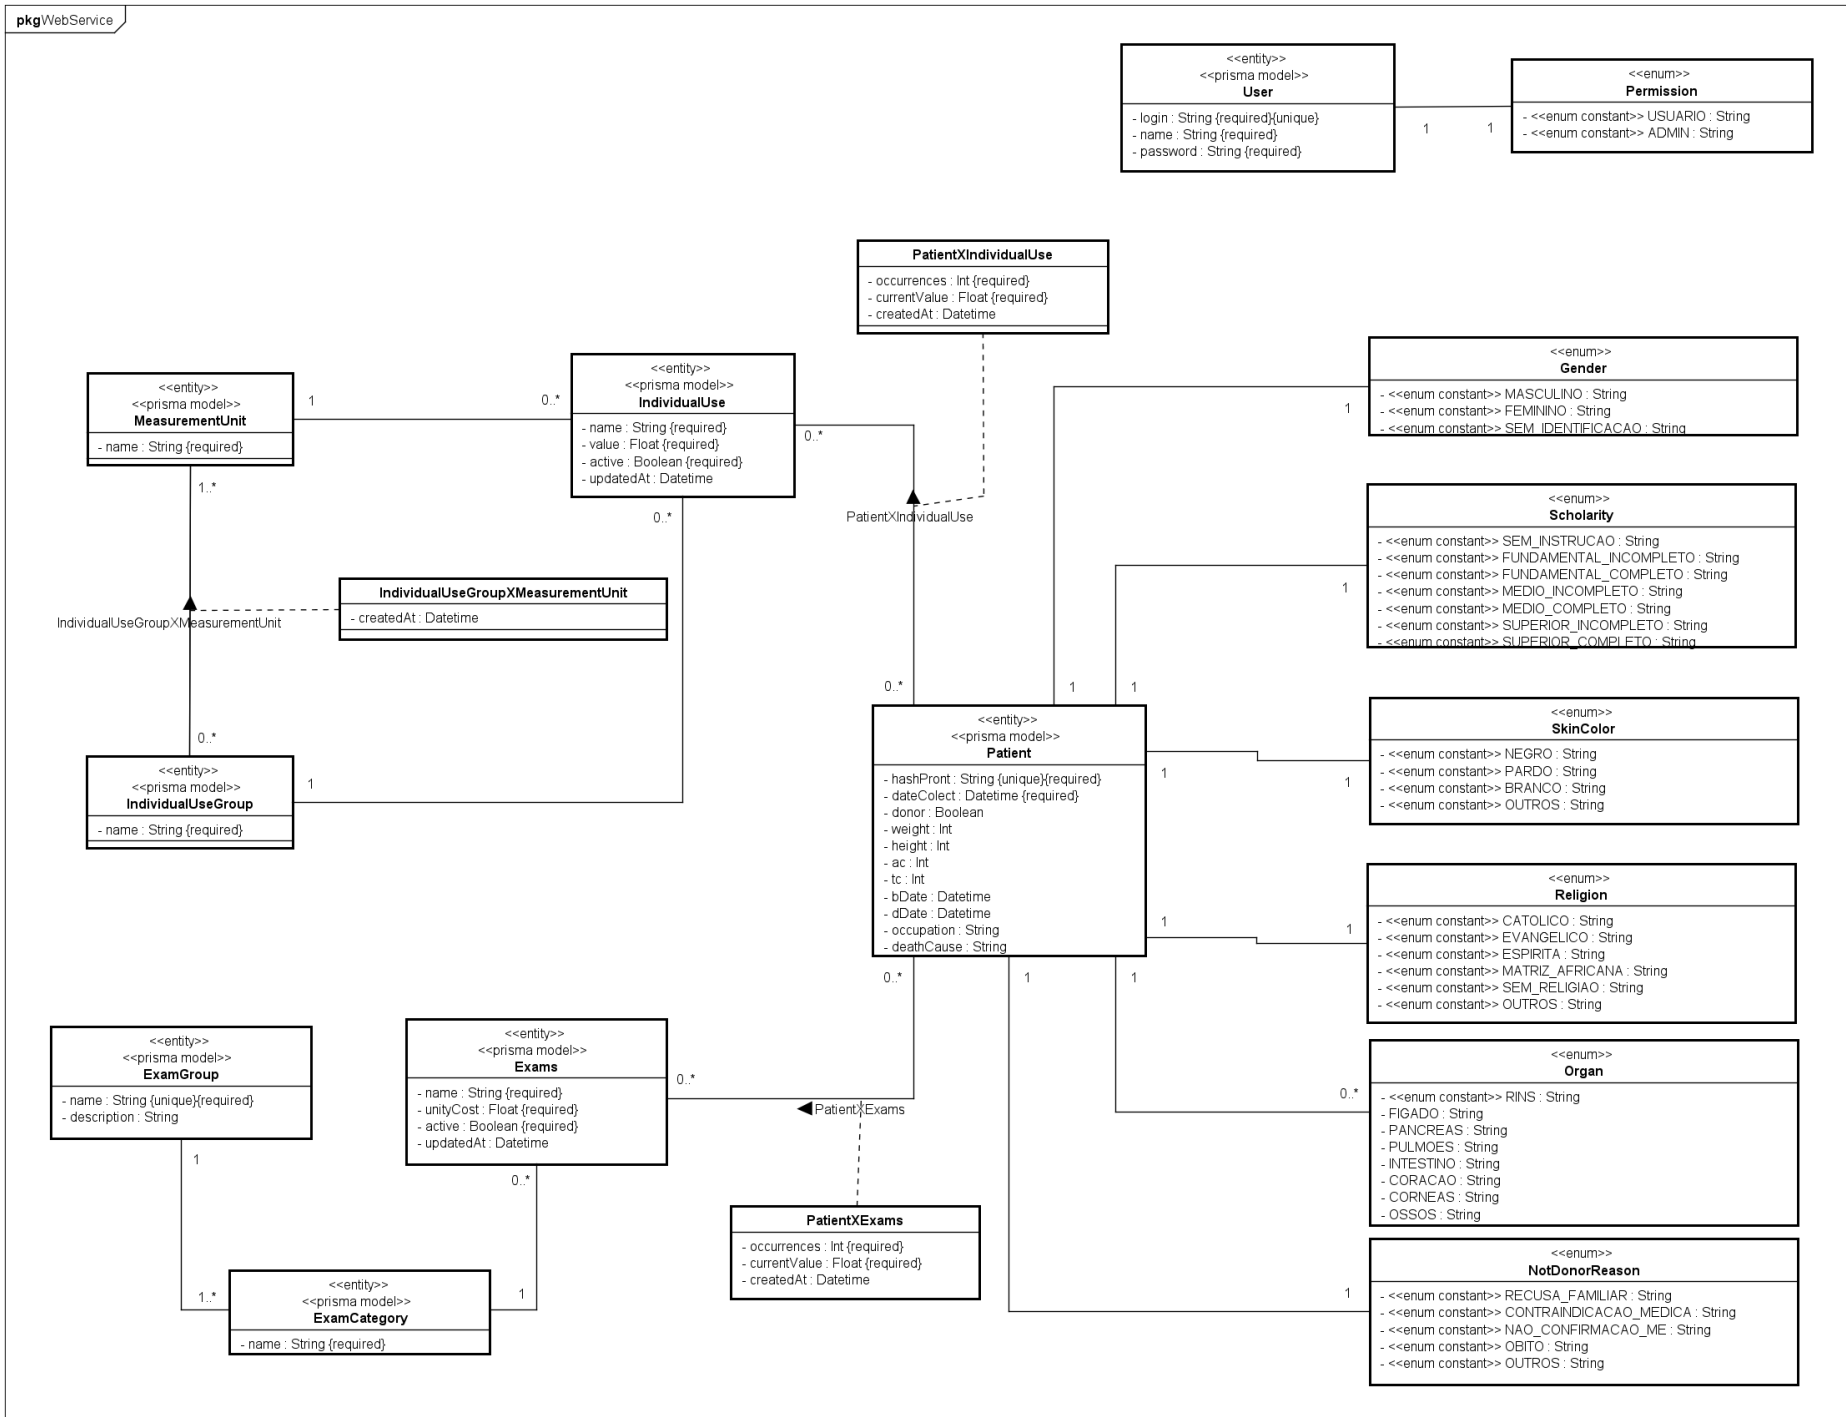 pkg WebService
<<entity>>
<<prisma model>>
User
- login : String {required}{unique}
- name : String {required}
- password : String {required}
1
1
<<enum>>
Permission
- <<enum constant>> USUARIO : String
- <<enum constant>> ADMIN : String
PatientXIndividualUse
- occurrences : Int {required}
- currentValue : Float {required}
- createdAt : Datetime
<<entity>>
<<prisma model>>
MeasurementUnit
- name : String {required}
1
0..*
<<entity>>
<<prisma model>>
IndividualUse
- name : String {required}
- value : Float {required}
- active : Boolean {required}
- updatedAt : Datetime
0..*
PatientXIndividualUse
0..*
1..*
0..*
IndividualUseGroupXMeasurementUnit
IndividualUseGroupXMeasurementUnit
- createdAt : Datetime
0..*
<<entity>>
<<prisma model>>
IndividualUseGroup
- name : String {required}
1
<<enum>>
Gender
- <<enum constant>> MASCULINO : String
- <<enum constant>> FEMININO : String
- <<enum constant>> SEM_IDENTIFICACAO : String
1
1
<<enum>>
Scholarity
- <<enum constant>> SEM_INSTRUCAO : String
- <<enum constant>> FUNDAMENTAL_INCOMPLETO : String
- <<enum constant>> FUNDAMENTAL_COMPLETO : String
- <<enum constant>> MEDIO_INCOMPLETO : String
- <<enum constant>> MEDIO_COMPLETO : String
- <<enum constant>> SUPERIOR_INCOMPLETO : String
- <<enum constant>> SUPERIOR_COMPLETO : String
1
1
<<entity>>
<<prisma model>>
Patient
- hashPront : String {unique}{required}
- dateColect : Datetime {required}
- donor : Boolean
- weight : Int
- height : Int
- ac : Int
- tc : Int
- bDate : Datetime
- dDate : Datetime
- occupation : String
- deathCause : String
1
1
<<enum>>
SkinColor
- <<enum constant>> NEGRO : String
- <<enum constant>> PARDO : String
- <<enum constant>> BRANCO : String
- <<enum constant>> OUTROS : String
1
1
<<enum>>
Religion
- <<enum constant>> CATOLICO : String
- <<enum constant>> EVANGELICO : String
- <<enum constant>> ESPIRITA : String
- <<enum constant>> MATRIZ_AFRICANA : String
- <<enum constant>> SEM_RELIGIAO : String
- <<enum constant>> OUTROS : String
0..*
1
1
0..*
<<enum>>
Organ
- <<enum constant>> RINS : String
- FIGADO : String
- PANCREAS : String
- PULMOES : String
- INTESTINO : String
- CORACAO : String
- CORNEAS : String
- OSSOS : String
1
<<enum>>
NotDonorReason
- <<enum constant>> RECUSA_FAMILIAR : String
- <<enum constant>> CONTRAINDICACAO_MEDICA : String
- <<enum constant>> NAO_CONFIRMACAO_ME : String
- <<enum constant>> OBITO : String
- <<enum constant>> OUTROS : String
<<entity>>
<<prisma model>>
ExamGroup
- name : String {unique}{required}
- description : String
1
1..*
<<entity>>
<<prisma model>>
Exams
- name : String {required}
- unityCost : Float {required}
- active : Boolean {required}
- updatedAt : Datetime
0..*
PatientXExams
0..*
1
PatientXExams
- occurrences : Int {required}
- currentValue : Float {required}
- createdAt : Datetime
<<entity>>
<<prisma model>>
ExamCategory
- name : String {required}